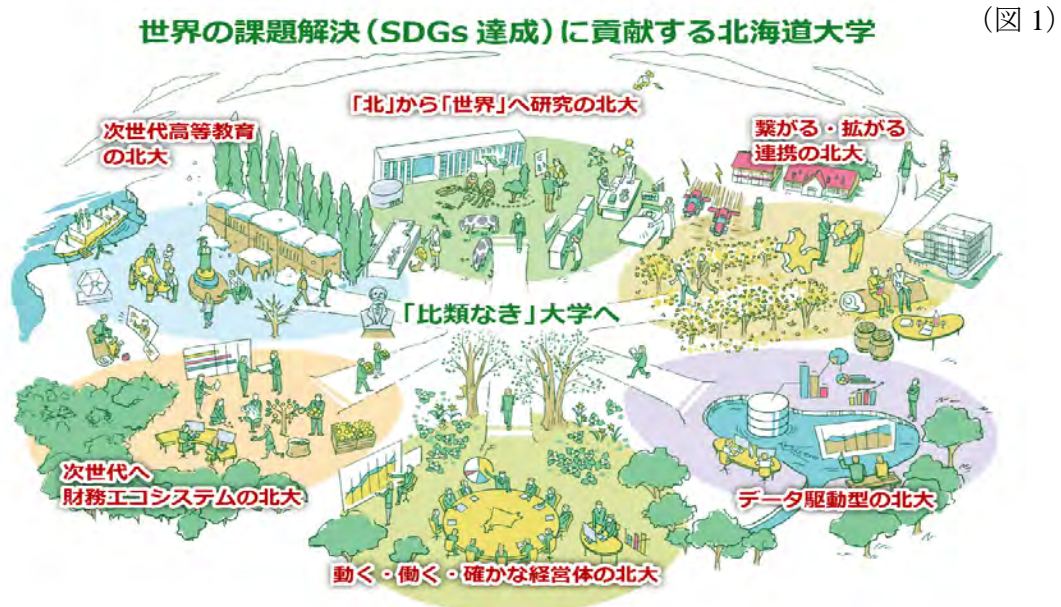 （図 1）
世界の課題解決（SDGs 達成）に貢献する北海道大学
「北」から「世界」へ研究の北大
次世代高等教育
の北大
繋がる・拡がる
連携の北大
「比類なき」大学へ
次世代へ
財務エコシステムの北大
データ駆動型の北大
動く・働く・確かな経営体の北大